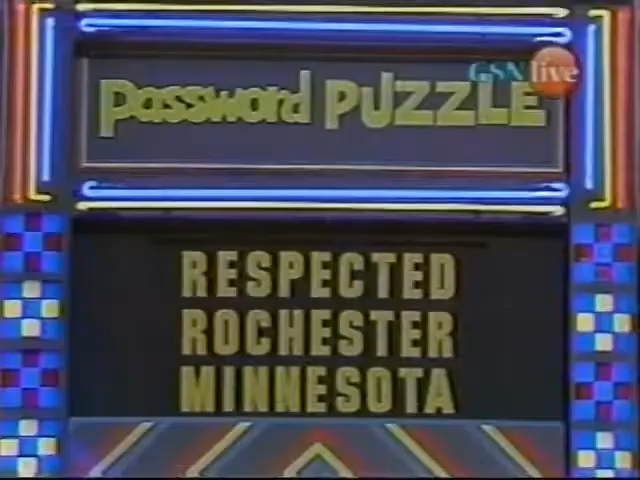 GSN live
Password PUZZLE
RESPECTED
ROCHESTER
MINNESOTA